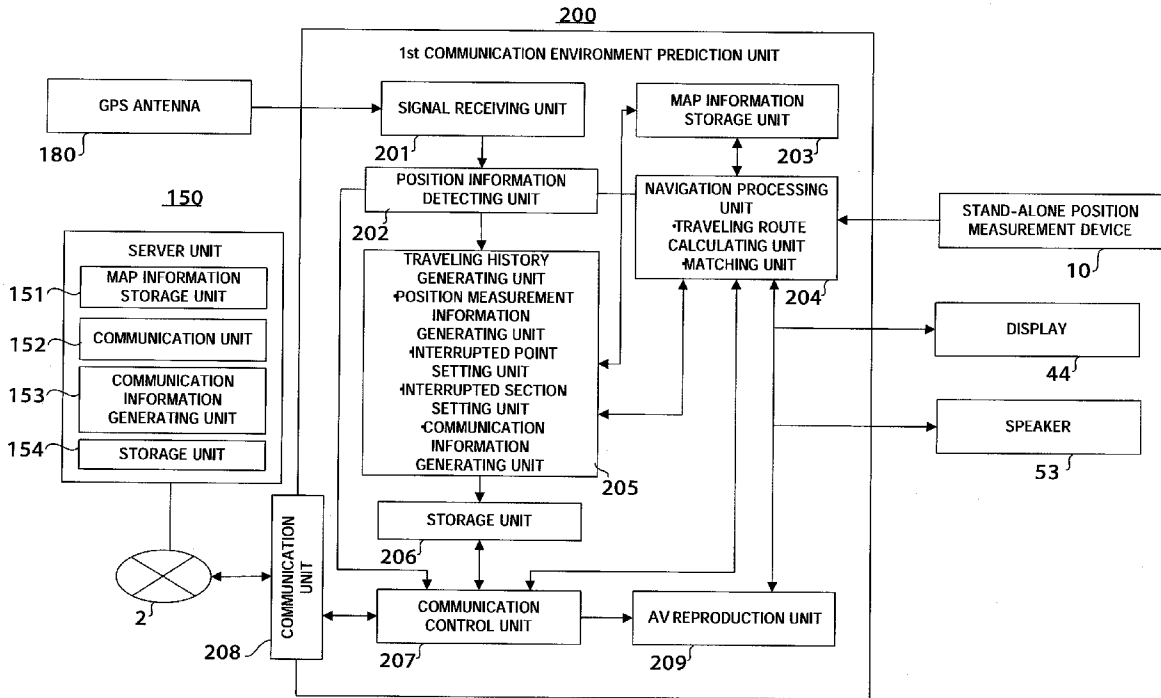 200
1st COMMUNICATION ENVIRONMENT PREDICTION UNIT
GPS ANTENNA
180
SIGNAL RECEIVING UNIT
201
MAP INFORMATION
STORAGE UNIT
203
POSITION INFORMATION
DETECTING UNIT
202
NAVIGATION PROCESSING
UNIT
•TRAVELING ROUTE
CALCULATING UNIT
•MATCHING UNIT
204
STAND-ALONE POSITION
MEASUREMENT DEVICE
10
150
SERVER UNIT
MAP INFORMATION
STORAGE UNIT
151
COMMUNICATION UNIT
152
COMMUNICATION
INFORMATION
GENERATING UNIT
153
STORAGE UNIT
154
TRAVELING HISTORY
GENERATING UNIT
•POSITION MEASUREMENT
INFORMATION
GENERATING UNIT
•INTERRUPTED POINT
SETTING UNIT
•INTERRUPTED SECTION
SETTING UNIT
•COMMUNICATION
INFORMATION
GENERATING UNIT
205
DISPLAY
44
SPEAKER
53
STORAGE UNIT
206
2
COMMUNICATION
UNIT
208
COMMUNICATION
CONTROL UNIT
207
AV REPRODUCTION UNIT
209